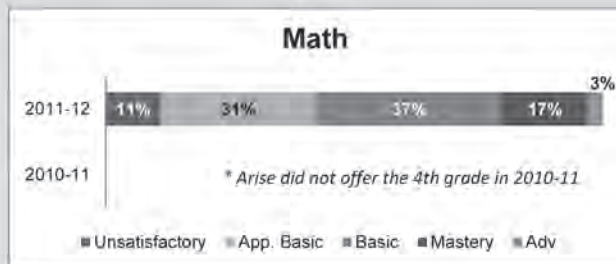 Math
3%
2011-12 11% 31% 37% 17%
2010-11 * Arise did not offer the 4th grade in 2010-11
Unsatisfactory App. Basic Basic Mastery Adv